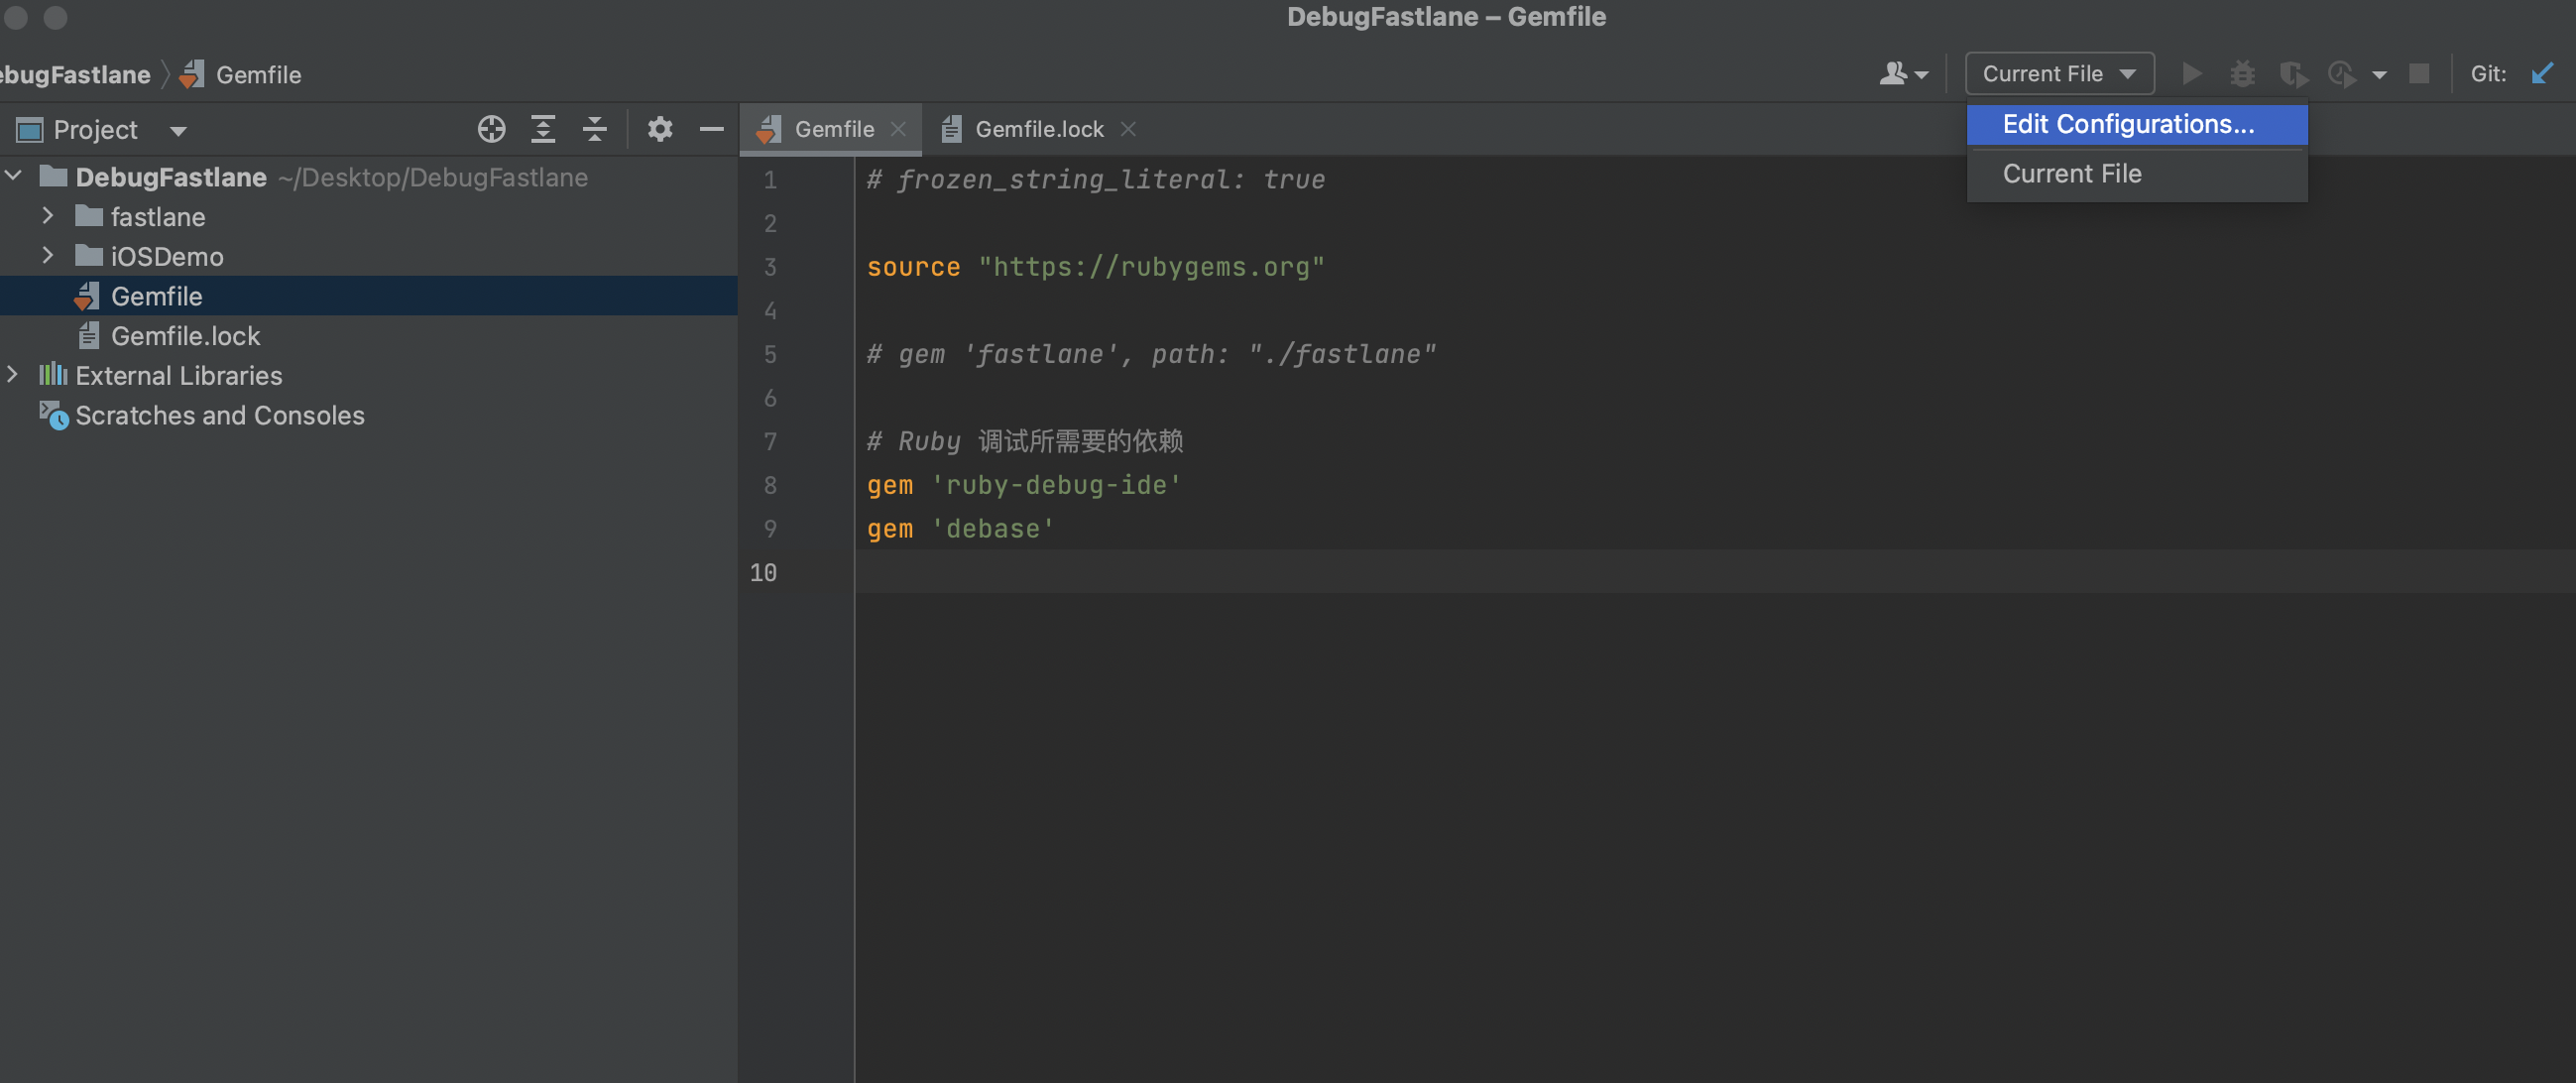 DebugFastlane – Gemfile
ebugFastlane Gemfile
Current File
Git:
Edit Configurations...
Current File
Project
DebugFastlane ~/Desktop/DebugFastlane
fastlane
iOSDemo
Gemfile
Gemfile.lock
External Libraries
Scratches and Consoles
Gemfile
Gemfile.lock
1 # frozen_string_literal: true
2
3 source "https://rubygems.org"
4
5 # gem 'fastlane', path: "./fastlane"
6
7 # Ruby 调试所需要的依赖
8 gem 'ruby-debug-ide'
9 gem 'debase'
10